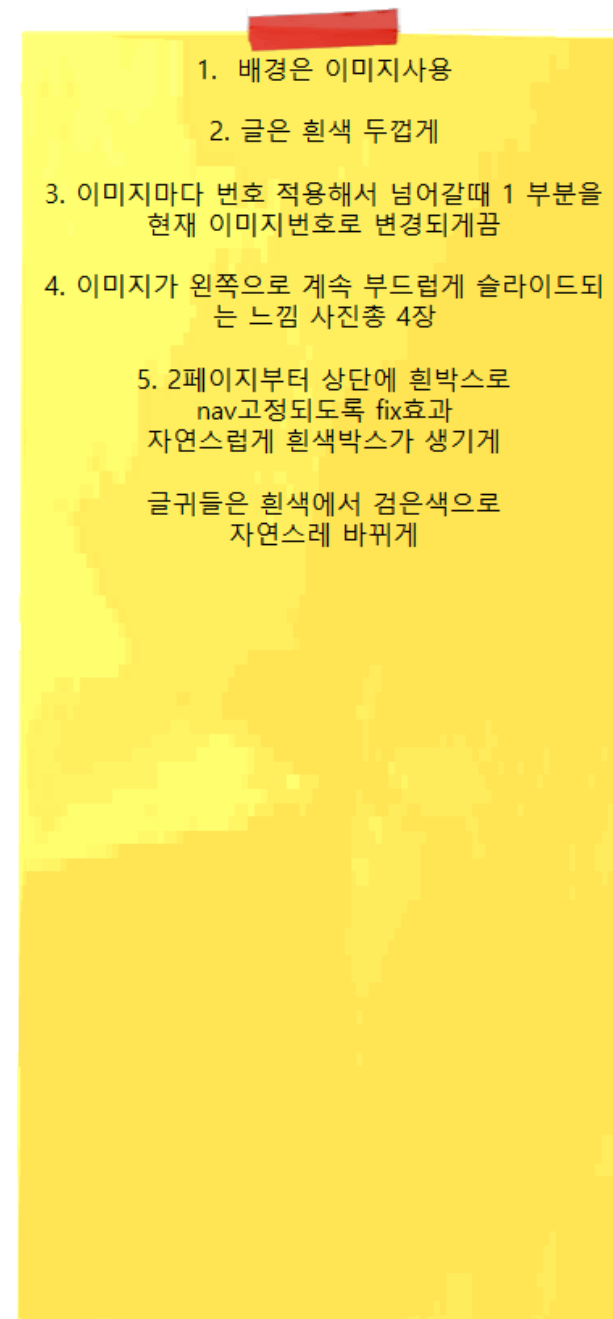 1.  배경은 이미지사용
2. 글은 흰색 두껍게
3. 이미지마다 번호 적용해서 넘어갈때 1 부분을
현재 이미지번호로 변경되게끔
4. 이미지가 왼쪽으로 계속 부드럽게 슬라이드되
는 느낌 사진총 4장
5. 2페이지부터 상단에 흰박스로
nav고정되도록 fix효과
자연스럽게 흰색박스가 생기게
글귀들은 흰색에서 검은색으로
자연스레 바뀌게